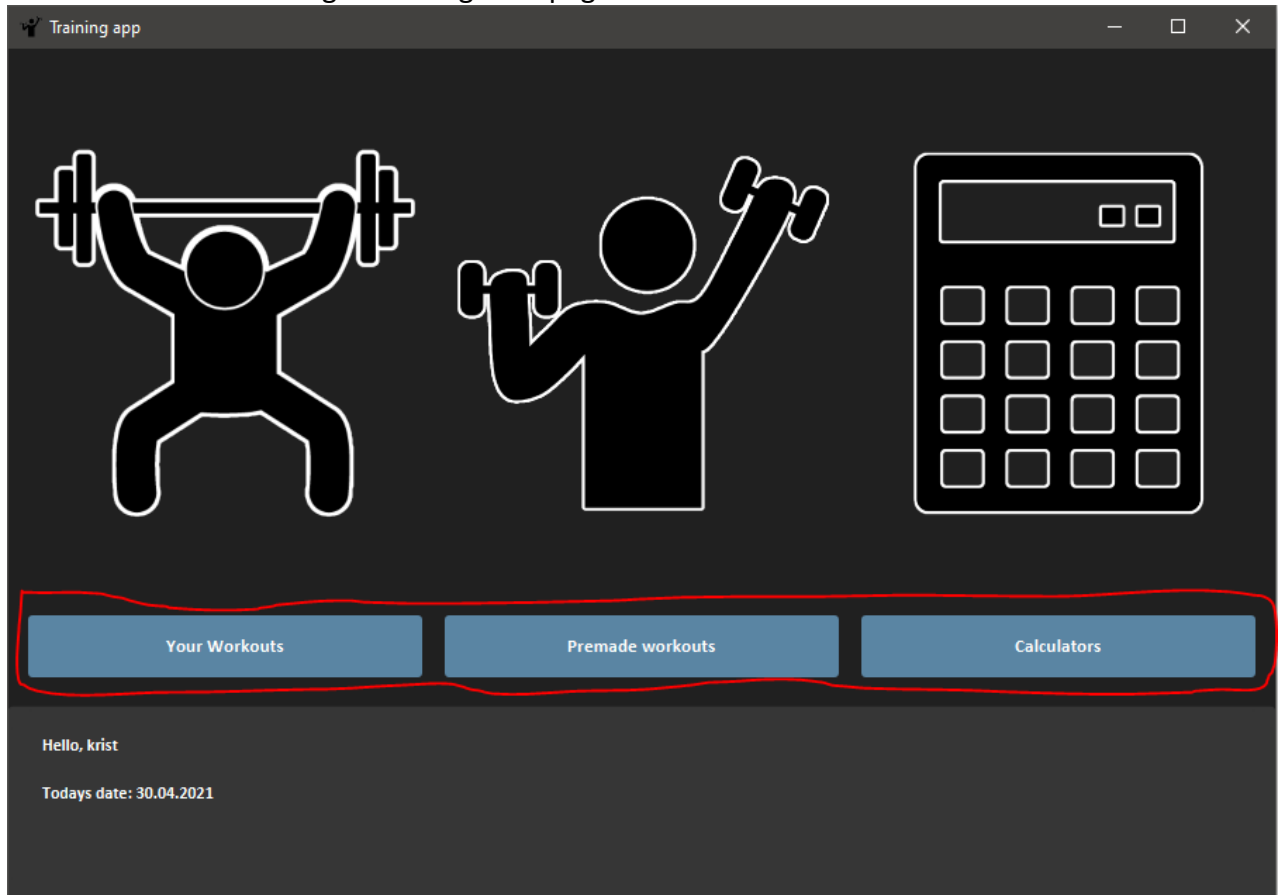 Training app
Your Workouts
Premade workouts
Calculators
Hello, krist
Todays date: 30.04.2021